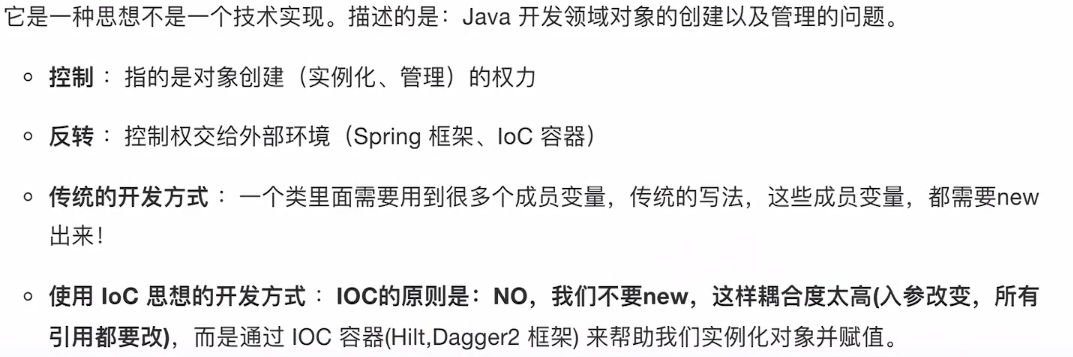 它是一种思想不是一个技术实现。描述的是：Java 开发领域对象的创建以及管理的问题。
控制 ：指的是对象创建（实例化、管理）的权力
反转 ：控制权交给外部环境（Spring 框架、IoC 容器）
传统的开发方式 ：一个类里面需要用到很多个成员变量，传统的写法，这些成员变量，都需要new
出来！
使用 IoC 思想的开发方式 ：IOC的原则是：NO，我们不要new，这样耦合度太高(入参改变，所有
引用都要改)，而是通过 IOC 容器(Hilt,Dagger2 框架) 来帮助我们实例化对象并赋值。